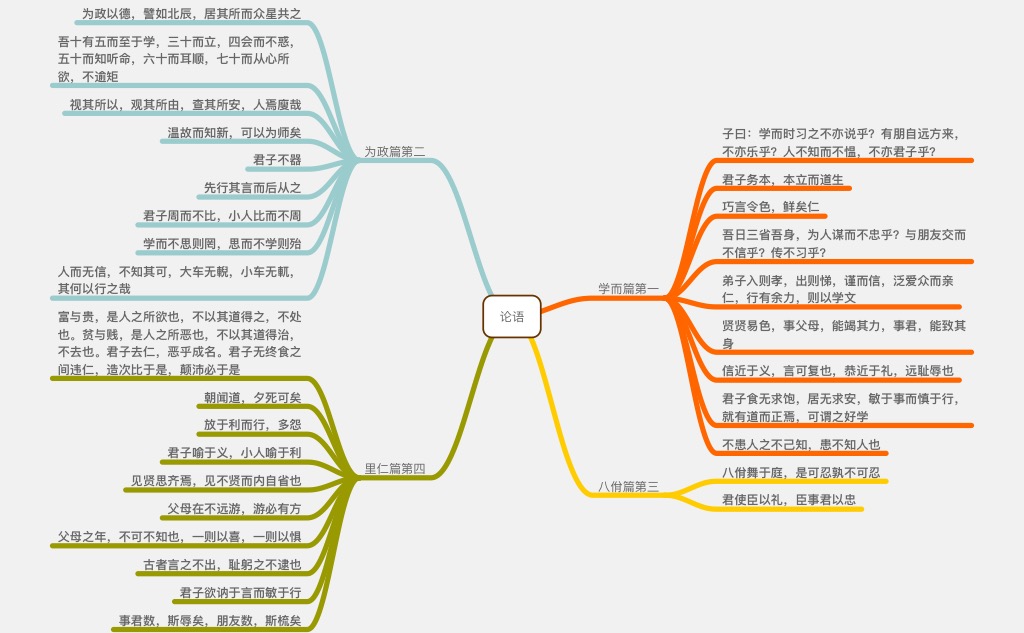 论语
学而篇第一
子曰：学而时习之不亦说乎？有朋自远方来，
不亦乐乎？人不知而不愠，不亦君子乎？
君子务本，本立而道生
巧言令色，鲜矣仁
吾日三省吾身，为人谋而不忠乎？与朋友交而
不信乎？传不习乎？
弟子入则孝，出则悌，谨而信，泛爱众而亲
仁，行有余力，则以学文
贤贤易色，事父母，能竭其力，事君，能致其
身
信近于义，言可复也，恭近于礼，远耻辱也
君子食无求饱，居无求安，敏于事而慎于行，
就有道而正焉，可谓之好学
不患人之不己知，患不知人也
为政篇第二
为政以德，譬如北辰，居其所而众星共之
吾十有五而至于学，三十而立，四会而不惑，
五十而知听命，六十而耳顺，七十而从心所
欲，不逾矩
视其所以，观其所由，查其所安，人焉廋哉
温故而知新，可以为师矣
君子不器
先行其言而后从之
君子周而不比，小人比而不周
学而不思则罔，思而不学则殆
人而无信，不知其可，大车无輗，小车无軏，
其何以行之哉
八佾篇第三
八佾舞于庭，是可忍孰不可忍
君使臣以礼，臣事君以忠
里仁篇第四
富与贵，是人之所欲也，不以其道得之，不处
也。贫与贱，是人之所恶也，不以其道得治，
不去也。君子去仁，恶乎成名。君子无终食之
间违仁，造次比于是，颠沛必于是
朝闻道，夕死可矣
放于利而行，多怨
君子喻于义，小人喻于利
见贤思齐焉，见不贤而内自省也
父母在不远游，游必有方
父母之年，不可不知也，一则以喜，一则以惧
古者言之不出，耻躬之不逮也
君子欲讷于言而敏于行
事君数，斯辱矣，朋友数，斯梳矣